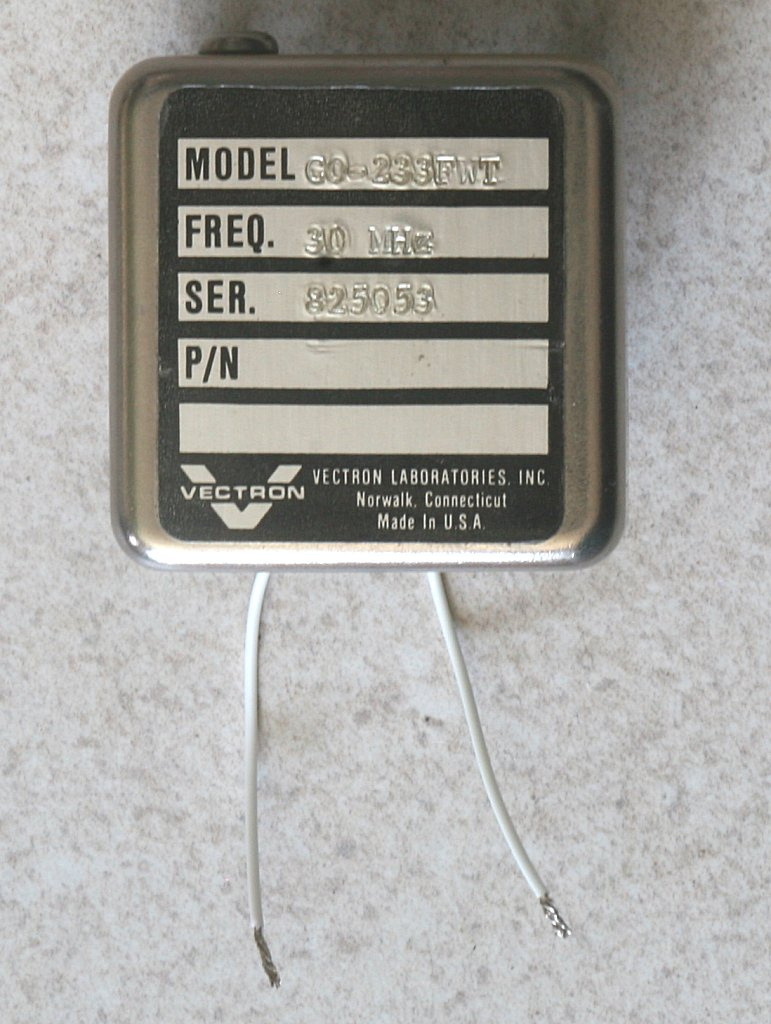 MODEL CO-233FWT
FREQ. 30 MHz
SER. 825053
P/N
VECTRON
VECTRON LABORATORIES, INC.
Norwalk, Connecticut
Made In U.S.A.